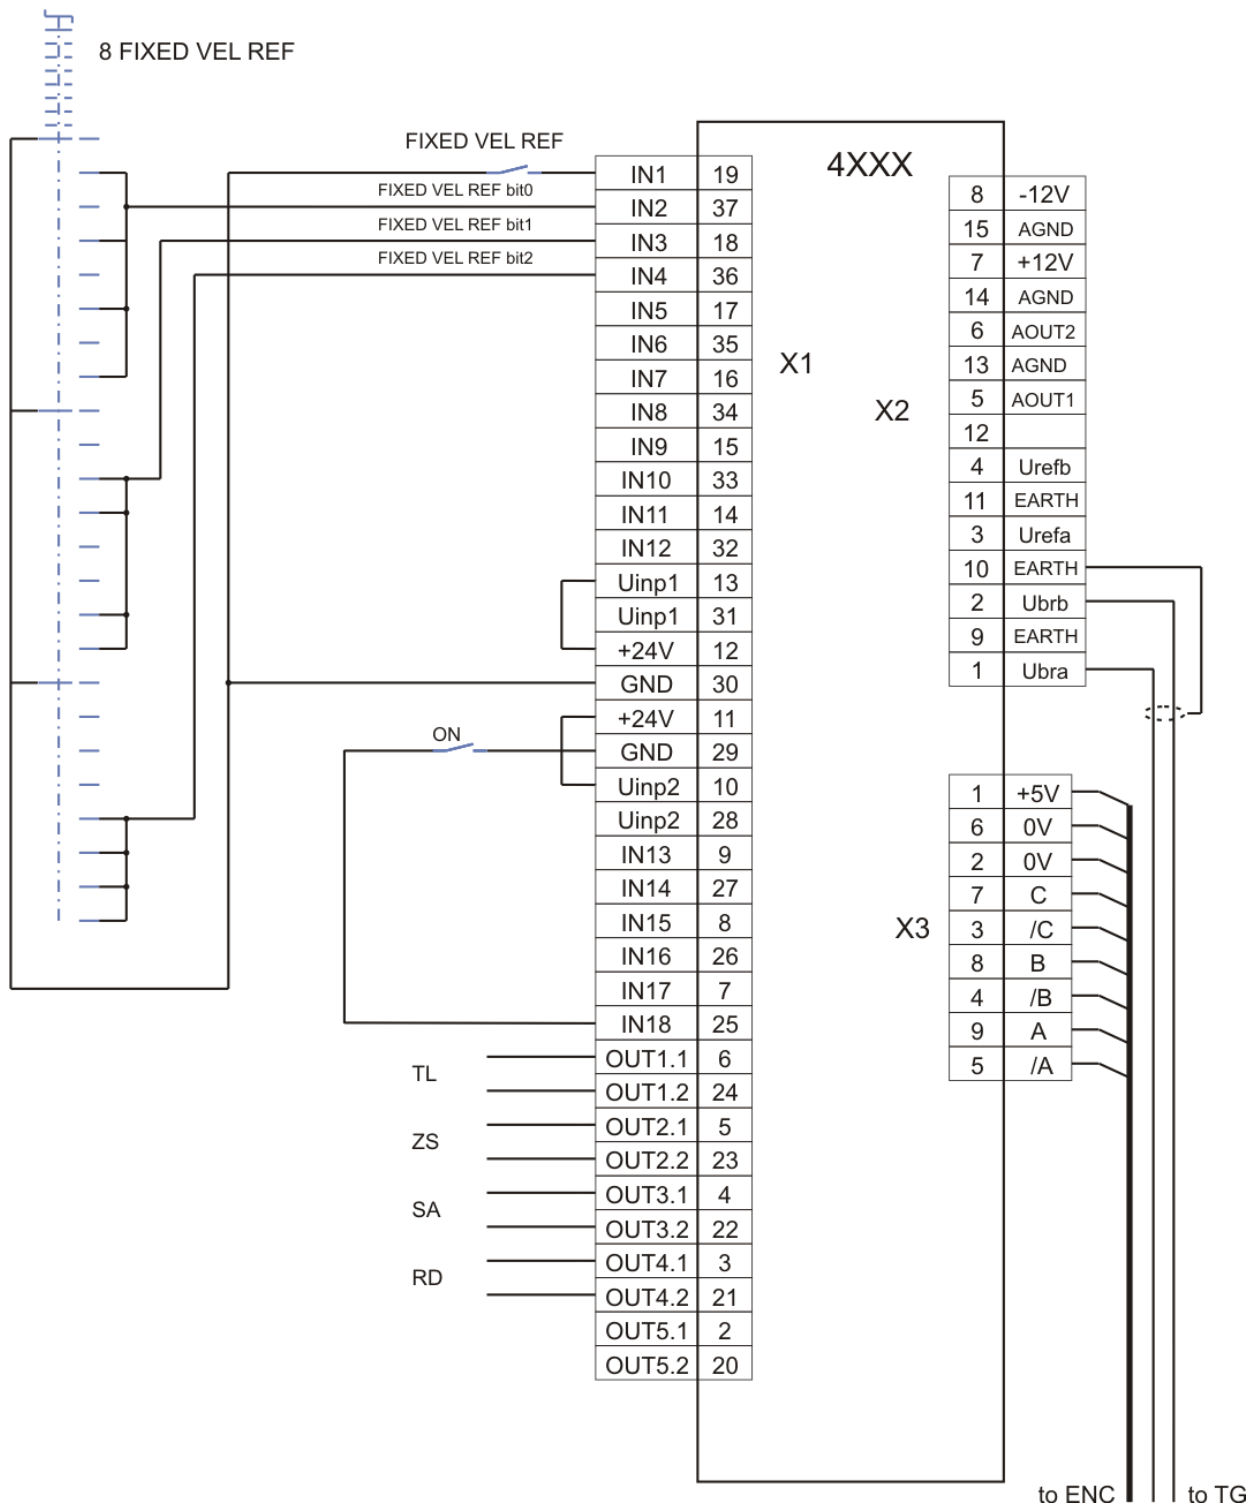 8 FIXED VEL REF
FIXED VEL REF
FIXED VEL REF bit0
FIXED VEL REF bit1
FIXED VEL REF bit2
4XXX
X1
IN1 19
IN2 37
IN3 18
IN4 36
IN5 17
IN6 35
IN7 16
IN8 34
IN9 15
IN10 33
IN11 14
IN12 32
Uinp1 13
Uinp1 31
+24V 12
GND 30
+24V 11
GND 29
Uinp2 10
Uinp2 28
IN13 9
IN14 27
IN15 8
IN16 26
IN17 7
IN18 25
OUT1.1 6
OUT1.2 24
OUT2.1 5
OUT2.2 23
OUT3.1 4
OUT3.2 22
OUT4.1 3
OUT4.2 21
OUT5.1 2
OUT5.2 20
ON
TL
ZS
SA
RD
X2
8 -12V
15 AGND
7 +12V
14 AGND
6 AOUT2
13 AGND
5 AOUT1
12
4 Urefb
11 EARTH
3 Urefa
10 EARTH
2 Ubrb
9 EARTH
1 Ubra
X3
1 +5V
6 0V
2 0V
7 C
3 /C
8 B
4 /B
9 A
5 /A
to ENC
to TG